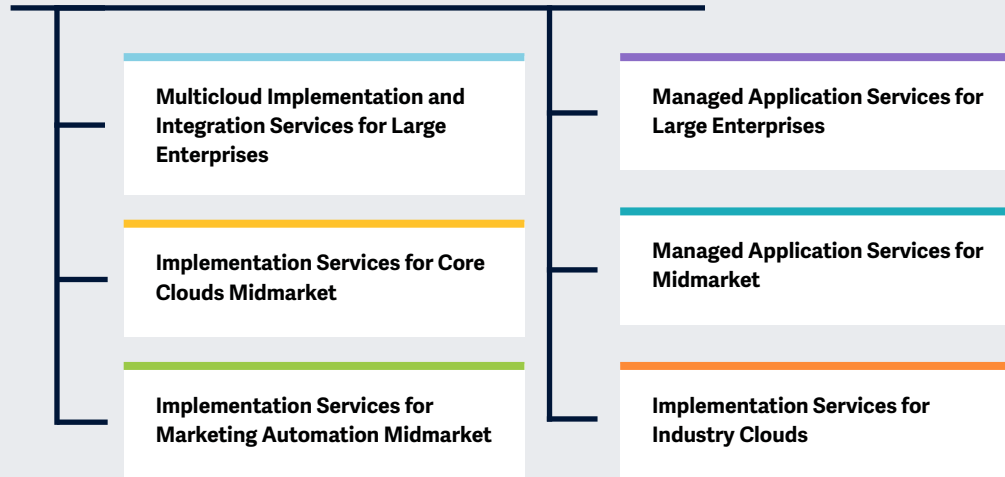 Multicloud Implementation and
Integration Services for Large
Enterprises
Implementation Services for Core
Clouds Midmarket
Implementation Services for
Marketing Automation Midmarket
Managed Application Services for
Large Enterprises
Managed Application Services for
Midmarket
Implementation Services for
Industry Clouds